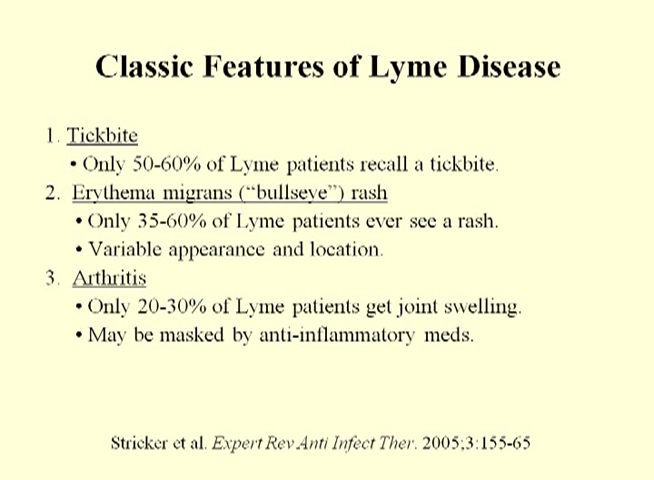 Classic Features of Lyme Disease
1. Tickbite
• Only 50-60% of Lyme patients recall a tickbite.
2. Erythema migrans (“bullseye”) rash
• Only 35-60% of Lyme patients ever see a rash.
• Variable appearance and location.
3. Arthritis
• Only 20-30% of Lyme patients get joint swelling.
• May be masked by anti-inflammatory meds.
Stricker et al. Expert Rev Anti Infect Ther. 2005;3:155-65